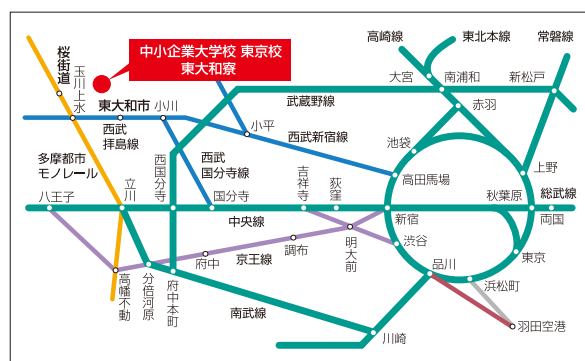 中小企業大学校 東京校
東大和寮
高崎線
東北本線
常磐線
桜街道
玉川上水
東大和市
小川
大宮
南浦和
新松戸
武蔵野線
赤羽
西武
拝島線
小平
西武新宿線
池袋
多摩都市
モノレール
西国分寺
西武
国分寺線
高田馬場
上野
八王子
立川
国分寺
吉祥寺
荻窪
秋葉原
総武線
中央線
新宿
両国
渋谷
明大前
調布
府中
京王線
高幡不動
分倍河原
府中本町
品川
東京
浜松町
南武線
川崎
羽田空港